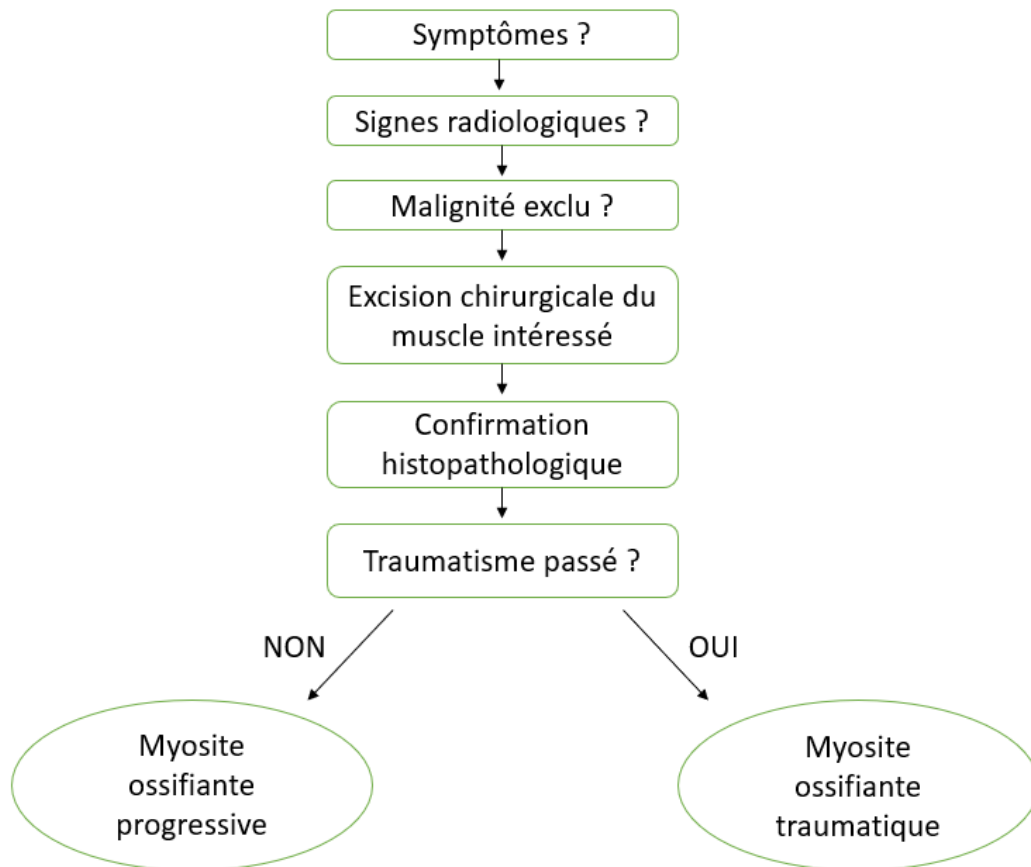 Symptômes ?
Signes radiologiques ?
Malignité exclu ?
Excision chirurgicale du
muscle intéressé
Confirmation
histopathologique
Traumatisme passé ?
NON
OUI
Myosite
ossifiante
progressive
Myosite
ossifiante
traumatique